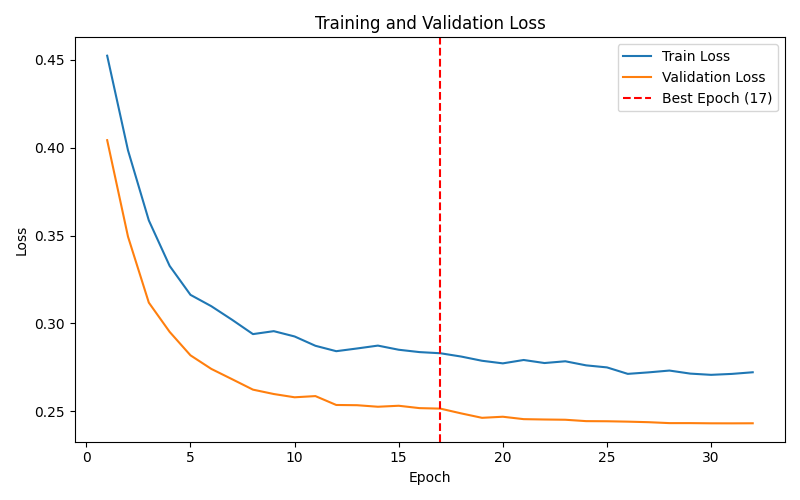 Training and Validation Loss
Train Loss
Validation Loss
Best Epoch (17)
Loss
0.45
0.40
0.35
0.30
0.25
0 5 10 15 20 25 30
Epoch